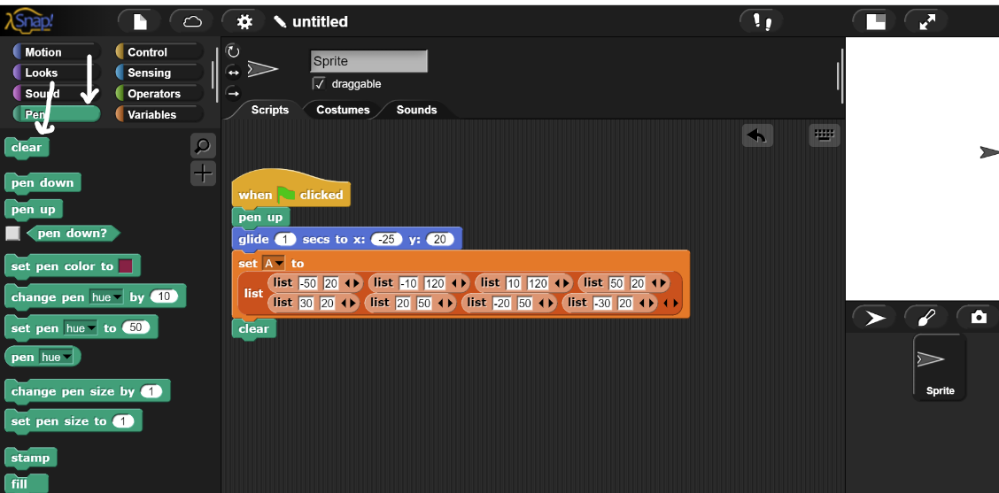 Snap! untitled
Motion Control
Looks Sensing
Sound Operators
Pen Variables
Sprite
draggable
Scripts Costumes Sounds
clear
pen down
pen up
pen down?
set pen color to
change pen hue by 10
set pen hue to 50
pen hue
change pen size by 1
set pen size to 1
stamp
fill
when clicked
pen up
glide 1 secs to x: -25 y: 20
set A to
list list -50 20 list -10 120 list 10 120 list 50 20
list 30 20 list 20 50 list -20 50 list -30 20
clear
Sprite